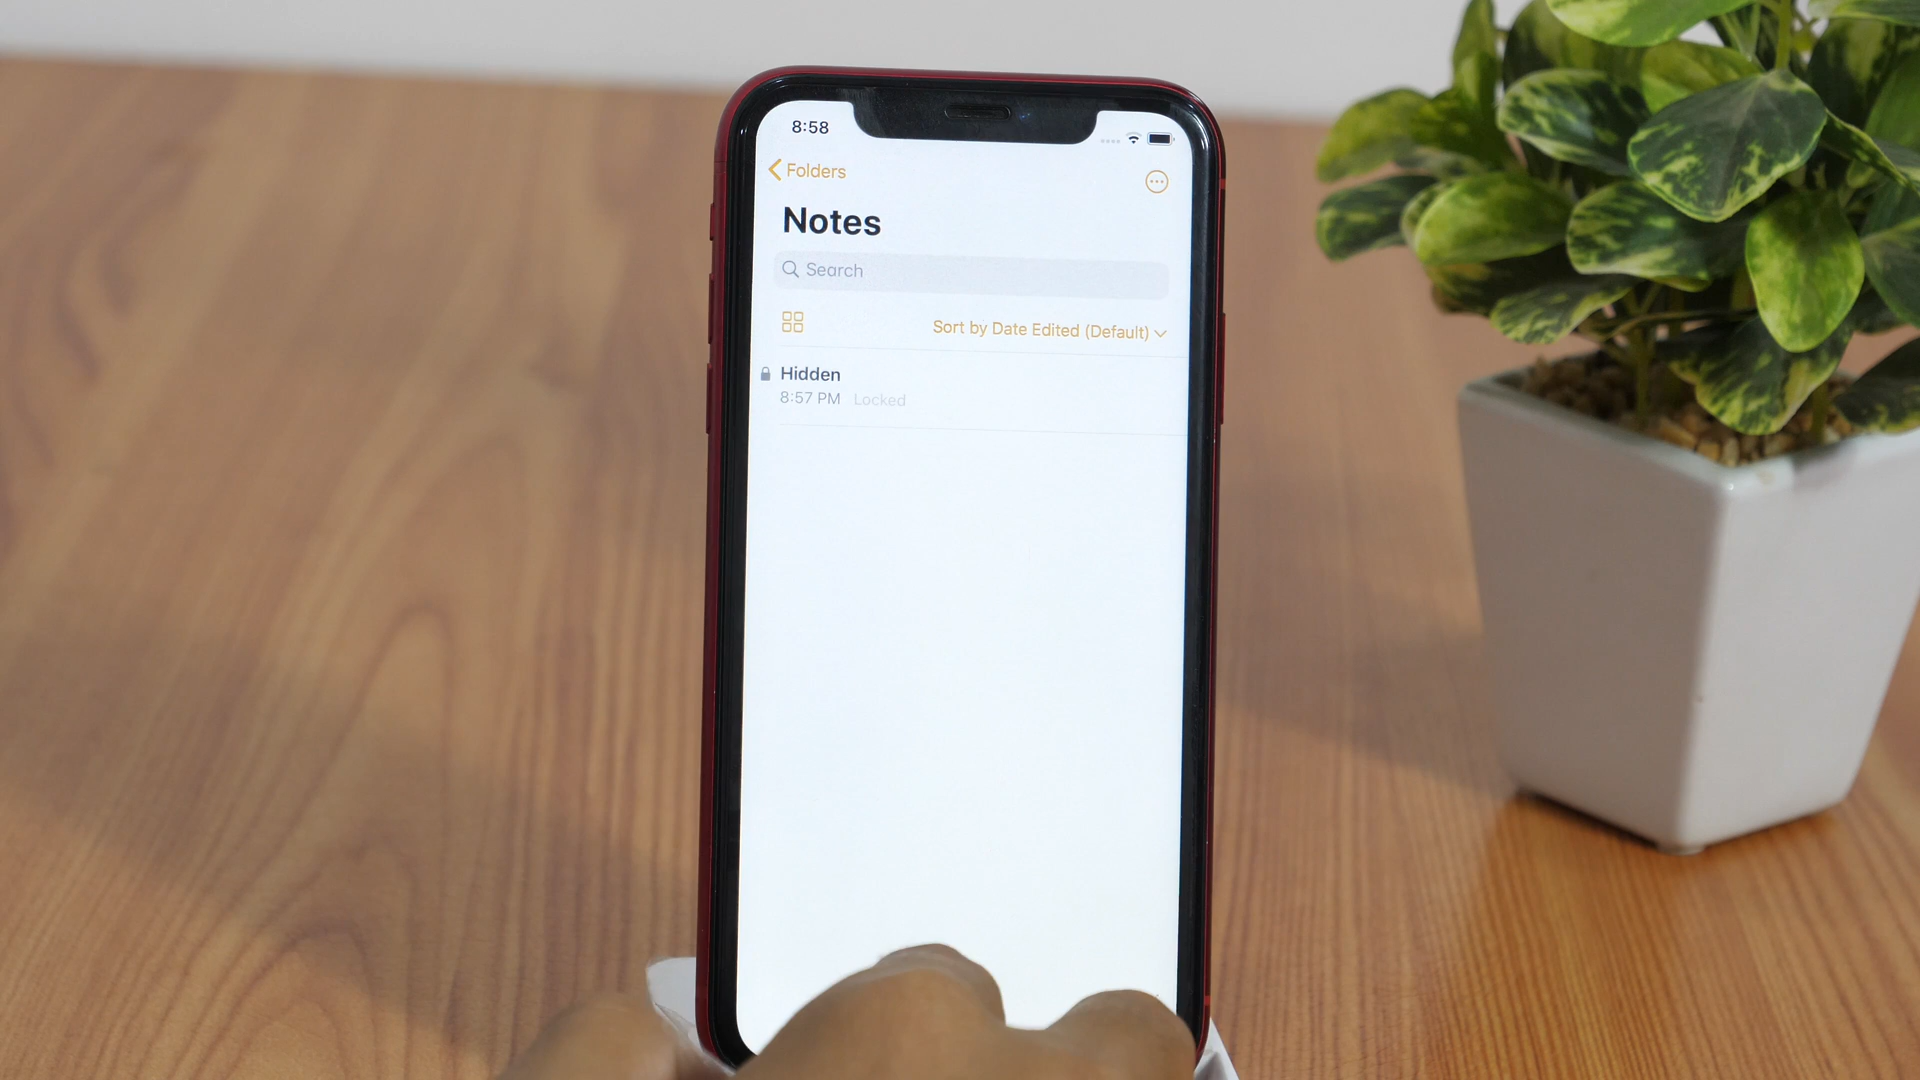 8:58
Folders
Notes
Search
Sort by Date Edited (Default)
Hidden
8:57 PM Locked